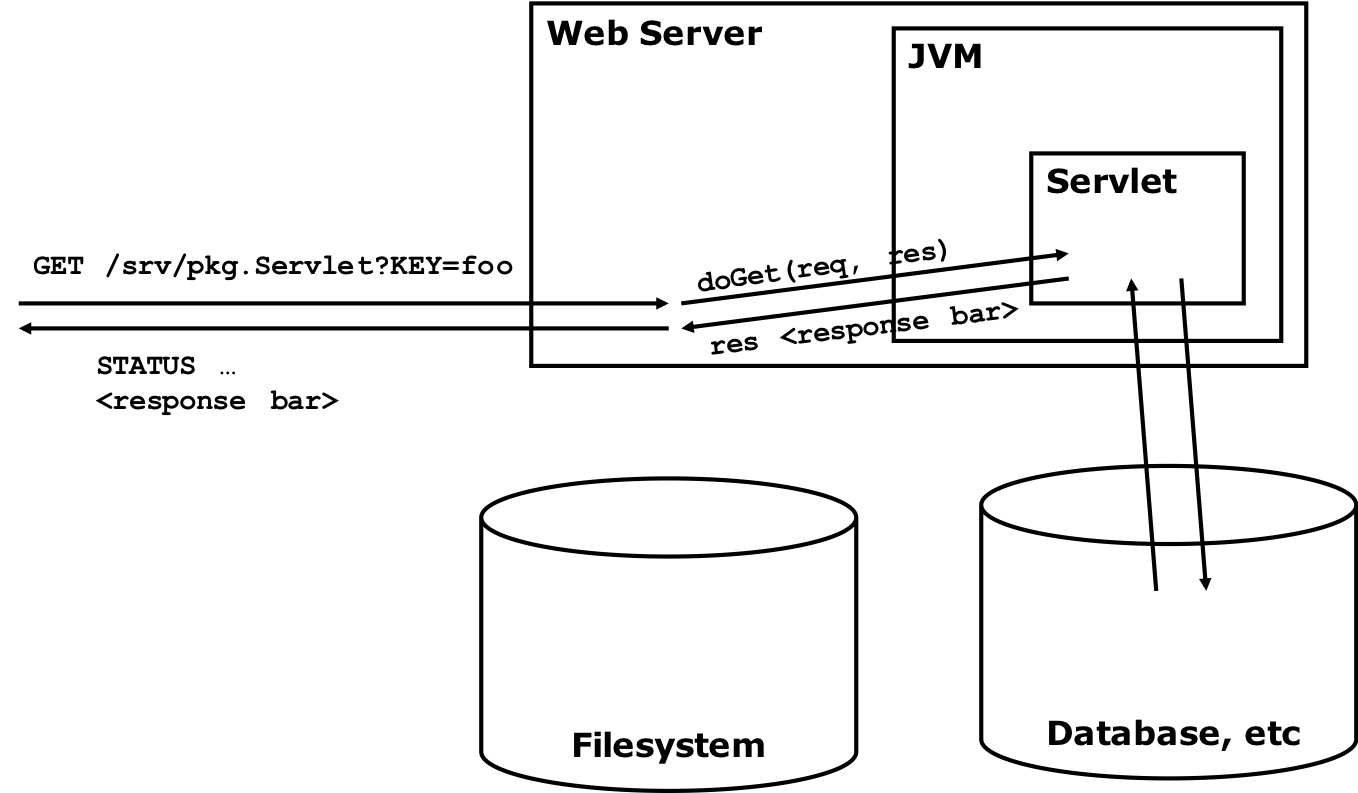 Web Server
JVM
Servlet
GET /srv/pkg.Servlet?KEY=foo
doGet(req, res)
res <response bar>
STATUS …
<response bar>
Filesystem
Database, etc